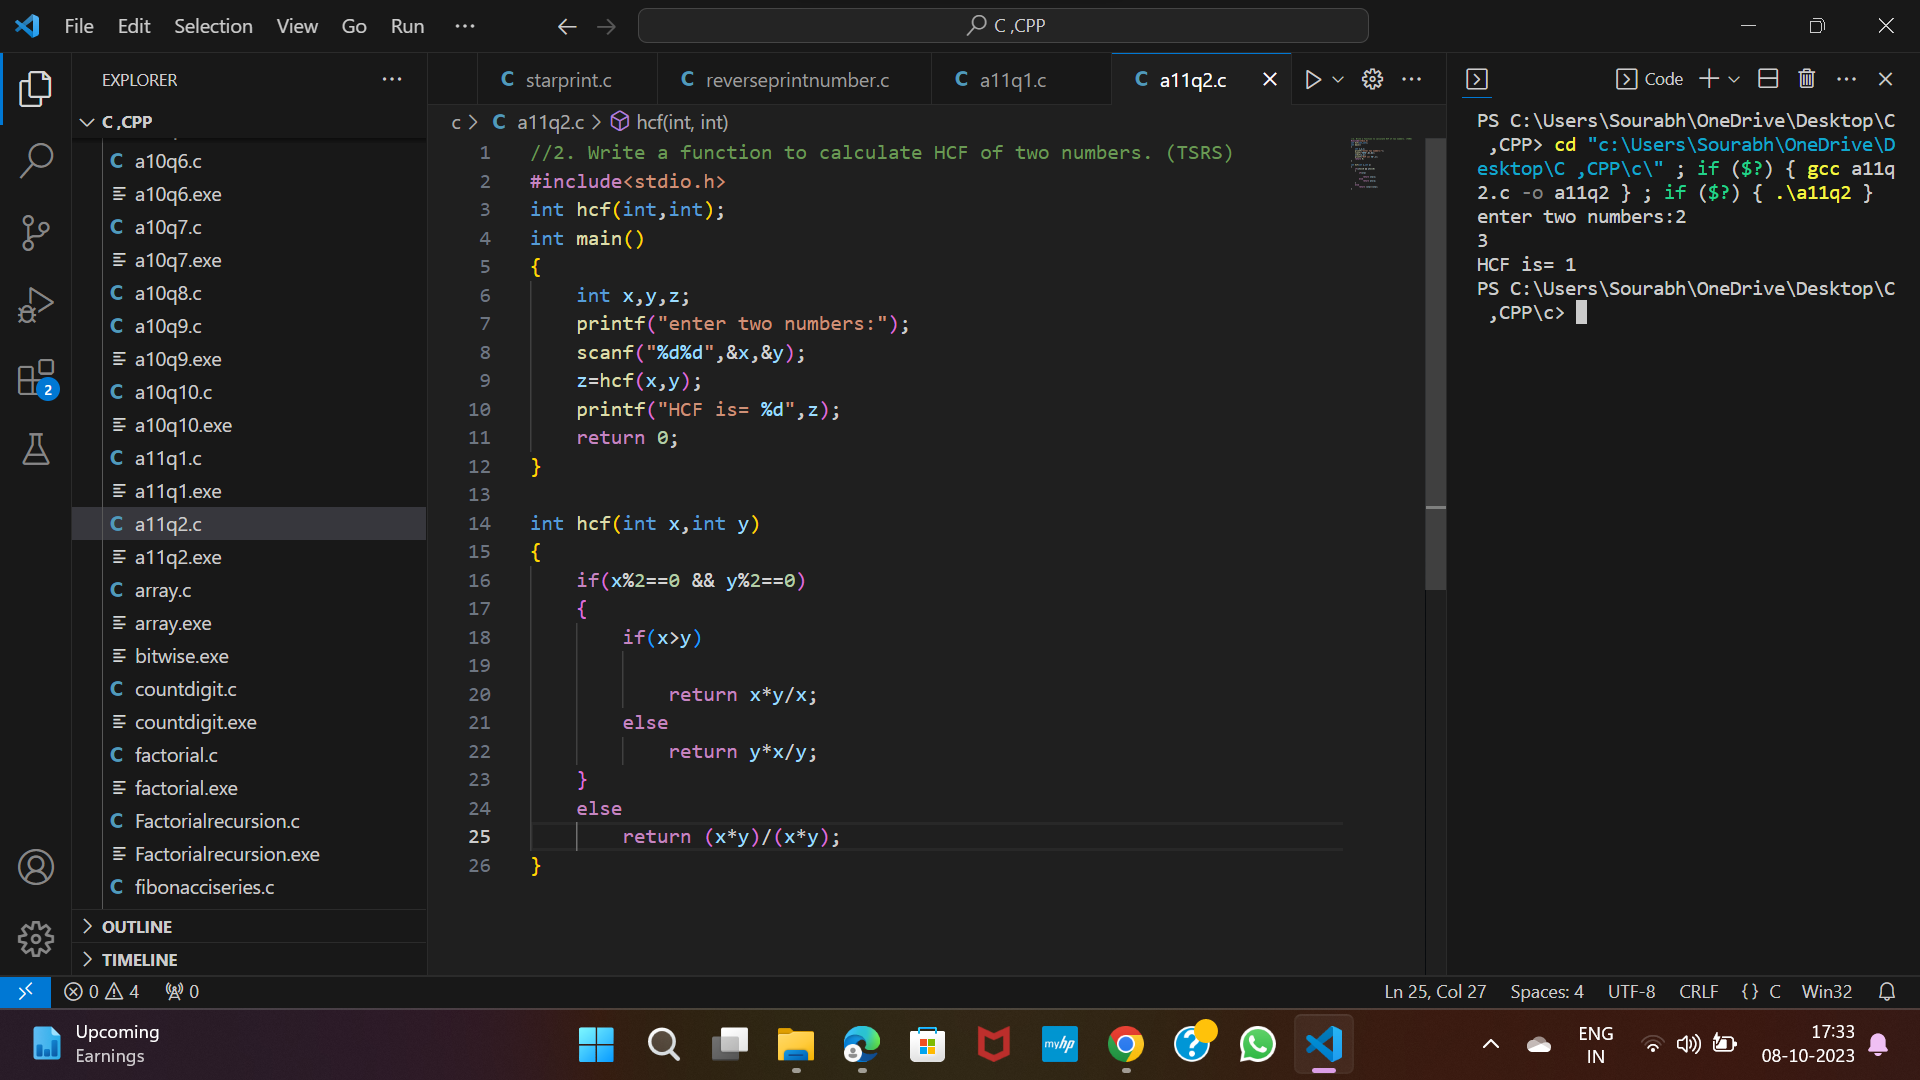 File Edit Selection View Go Run ···
C ,CPP
EXPLORER ···
C ,CPP
a10q6.c
a10q6.exe
a10q7.c
a10q7.exe
a10q8.c
a10q9.c
a10q9.exe
a10q10.c
a10q10.exe
a11q1.c
a11q1.exe
a11q2.c
a11q2.exe
array.c
array.exe
bitwise.exe
countdigit.c
countdigit.exe
factorial.c
factorial.exe
Factorialrecursion.c
Factorialrecursion.exe
fibonacciseries.c
OUTLINE
TIMELINE
2
C starprint.c C reverseprintnumber.c C a11q1.c C a11q2.c
c > C a11q2.c > hcf(int, int)
1 //2. Write a function to calculate HCF of two numbers. (TSRS)
2 #include<stdio.h>
3 int hcf(int,int);
4 int main()
5 {
6 int x,y,z;
7 printf("enter two numbers:");
8 scanf("%d%d",&x,&y);
9 z=hcf(x,y);
10 printf("HCF is= %d",z);
11 return 0;
12 }
13
14 int hcf(int x,int y)
15 {
16 if(x%2==0 && y%2==0)
17 {
18 if(x>y)
19
20 return x*y/x;
21 else
22 return y*x/y;
23 }
24 else
25 return (x*y)/(x*y);
26 }
Code
PS C:\Users\Sourabh\OneDrive\Desktop\C
,CPP> cd "c:\Users\Sourabh\OneDrive\D
esktop\C ,CPP\c\" ; if ($?) { gcc a11q
2.c -o a11q2 } ; if ($?) { .\a11q2 }
enter two numbers:2
3
HCF is= 1
PS C:\Users\Sourabh\OneDrive\Desktop\C
,CPP\c>
0 4 0
Ln 25, Col 27 Spaces: 4 UTF-8 CRLF {} C Win32
Upcoming
Earnings
myhp
ENG
IN
17:33
08-10-2023